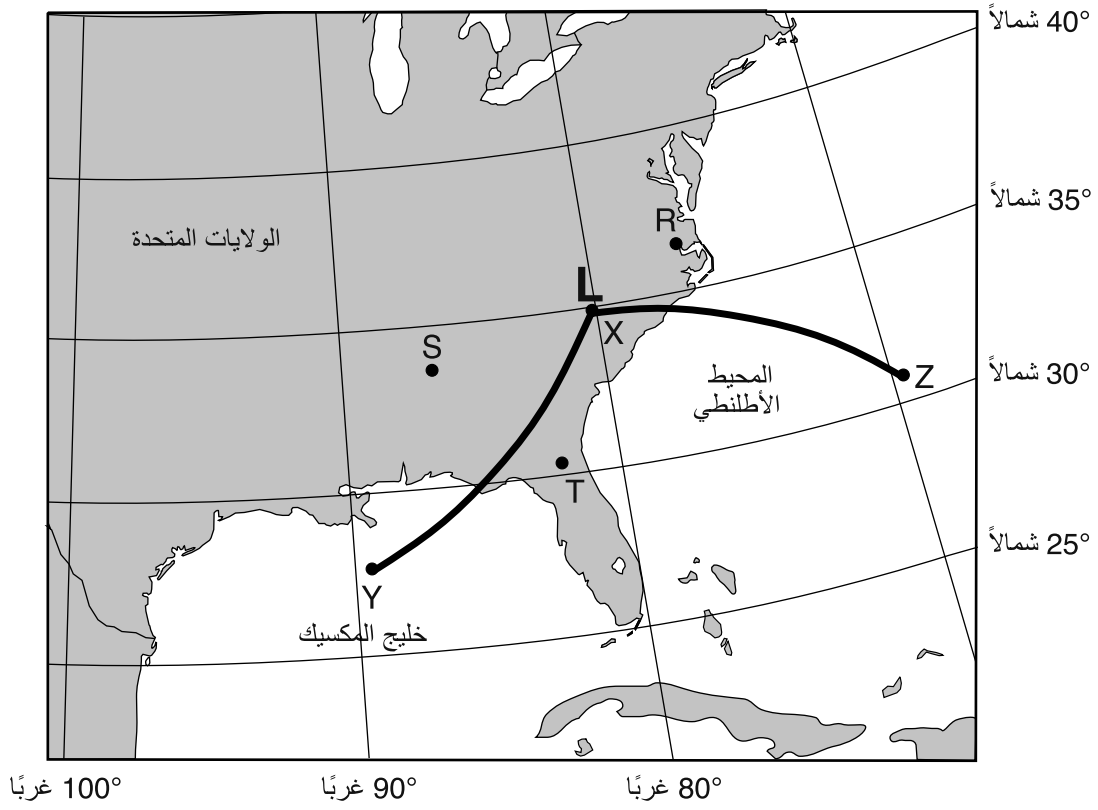 40° شمالاً
35° شمالاً
R
الولايات المتحدة
L
X
S
30° شمالاً
المحيط
الأطلنطي
Z
T
25° شمالاً
Y
خليج المكسيك
100° غربًا
90° غربًا
80° غربًا